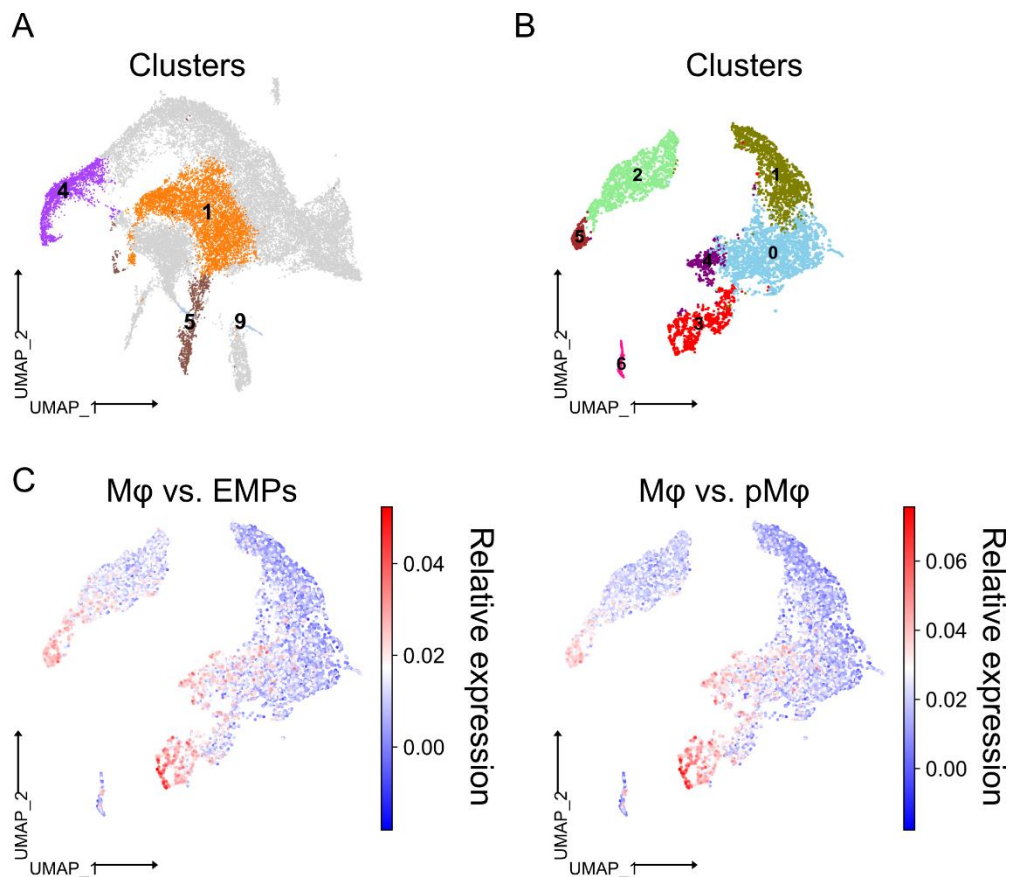 A
Clusters
4
1
5
9
UMAP_2
UMAP_1
B
Clusters
2
1
5
0
4
3
6
UMAP_2
UMAP_1
C
Mφ vs. EMPs
0.04
0.02
0.00
Relative expression
UMAP_2
UMAP_1
Mφ vs. pMφ
0.06
0.04
0.02
0.00
Relative expression
UMAP_2
UMAP_1